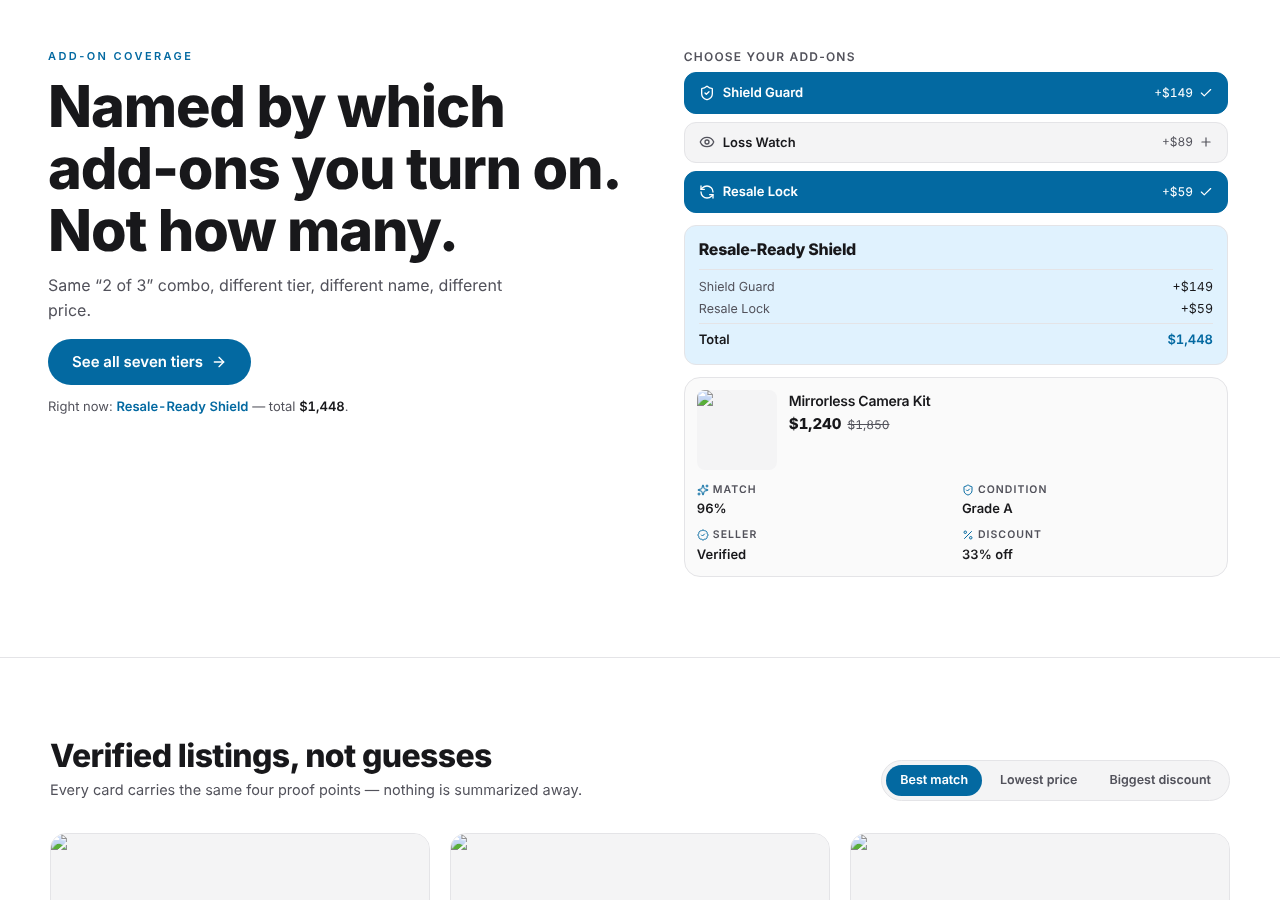 ADD-ON COVERAGE
Named by which
add-ons you turn on.
Not how many.
Same “2 of 3” combo, different tier, different name, different
price.
See all seven tiers
Right now: Resale-Ready Shield — total $1,448.
CHOOSE YOUR ADD-ONS
Shield Guard +$149
Loss Watch +$89
Resale Lock +$59
Resale-Ready Shield
Shield Guard +$149
Resale Lock +$59
Total $1,448
Mirrorless Camera Kit
$1,240 $1,850
MATCH
96%
CONDITION
Grade A
SELLER
Verified
DISCOUNT
33% off
Verified listings, not guesses
Every card carries the same four proof points — nothing is summarized away.
Best match Lowest price Biggest discount